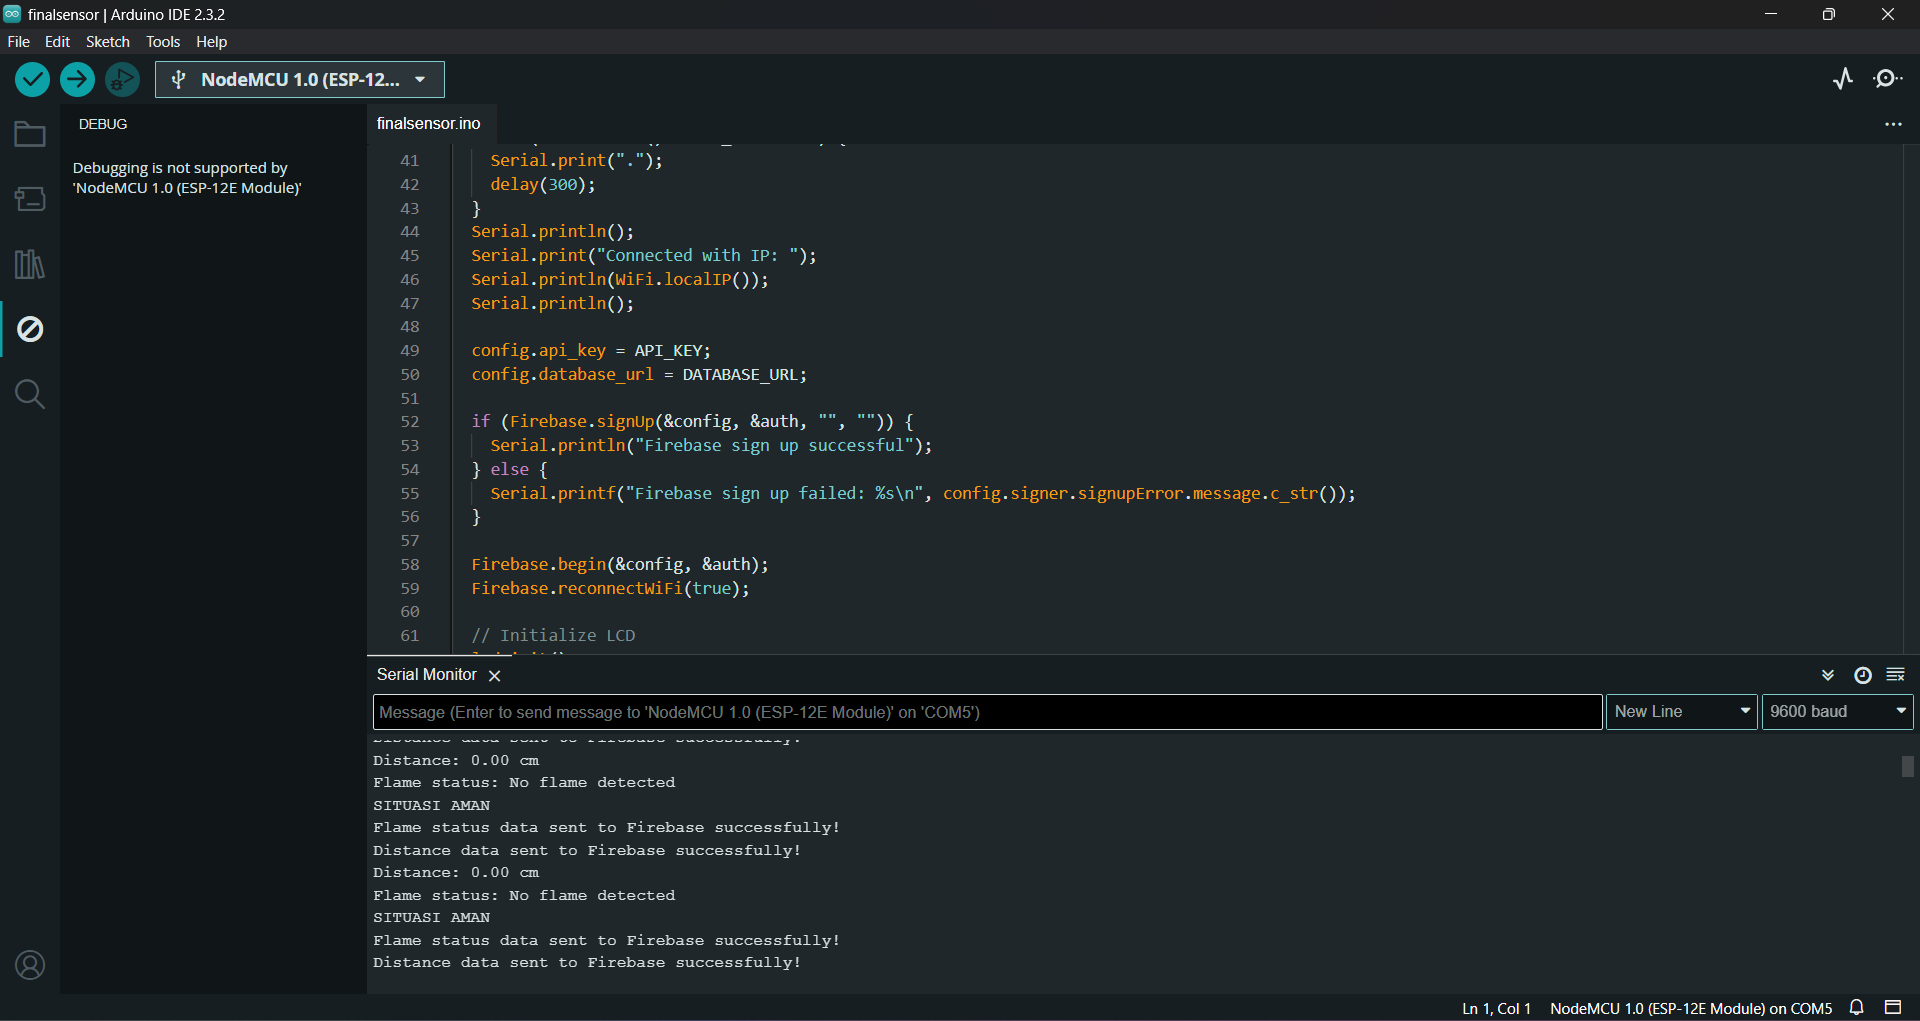 finalsensor | Arduino IDE 2.3.2
File Edit Sketch Tools Help
NodeMCU 1.0 (ESP-12...
DEBUG
Debugging is not supported by
'NodeMCU 1.0 (ESP-12E Module)'
finalsensor.ino
41 Serial.print(".");
42 delay(300);
43 }
44 Serial.println();
45 Serial.print("Connected with IP: ");
46 Serial.println(WiFi.localIP());
47 Serial.println();
48
49 config.api_key = API_KEY;
50 config.database_url = DATABASE_URL;
51
52 if (Firebase.signUp(&config, &auth, "", "")) {
53 Serial.println("Firebase sign up successful");
54 } else {
55 Serial.printf("Firebase sign up failed: %s\n", config.signer.signupError.message.c_str());
56 }
57
58 Firebase.begin(&config, &auth);
59 Firebase.reconnectWiFi(true);
60
61 // Initialize LCD
Serial Monitor
Message (Enter to send message to 'NodeMCU 1.0 (ESP-12E Module)' on 'COM5')
New Line
9600 baud
Distance: 0.00 cm
Flame status: No flame detected
SITUASI AMAN
Flame status data sent to Firebase successfully!
Distance data sent to Firebase successfully!
Distance: 0.00 cm
Flame status: No flame detected
SITUASI AMAN
Flame status data sent to Firebase successfully!
Distance data sent to Firebase successfully!
Ln 1, Col 1 NodeMCU 1.0 (ESP-12E Module) on COM5